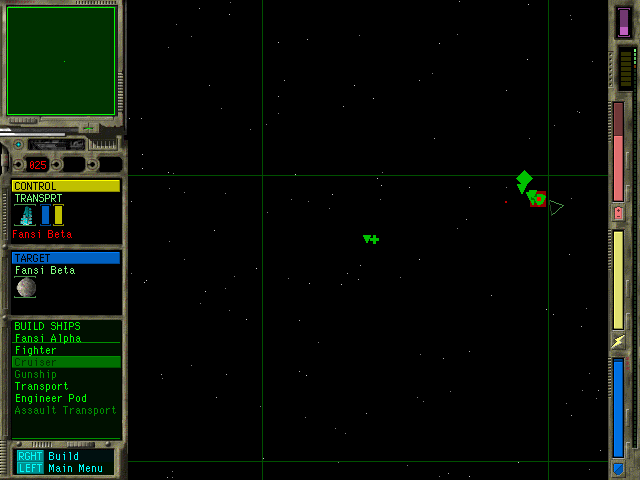 025
CONTROL
TRANSPRT
Fansi Beta
TARGET
Fansi Beta
BUILD SHIPS
Fansi Alpha
Fighter
Cruiser
Gunship
Transport
Engineer Pod
Assault Transport
RGHT Build
LEFT Main Menu